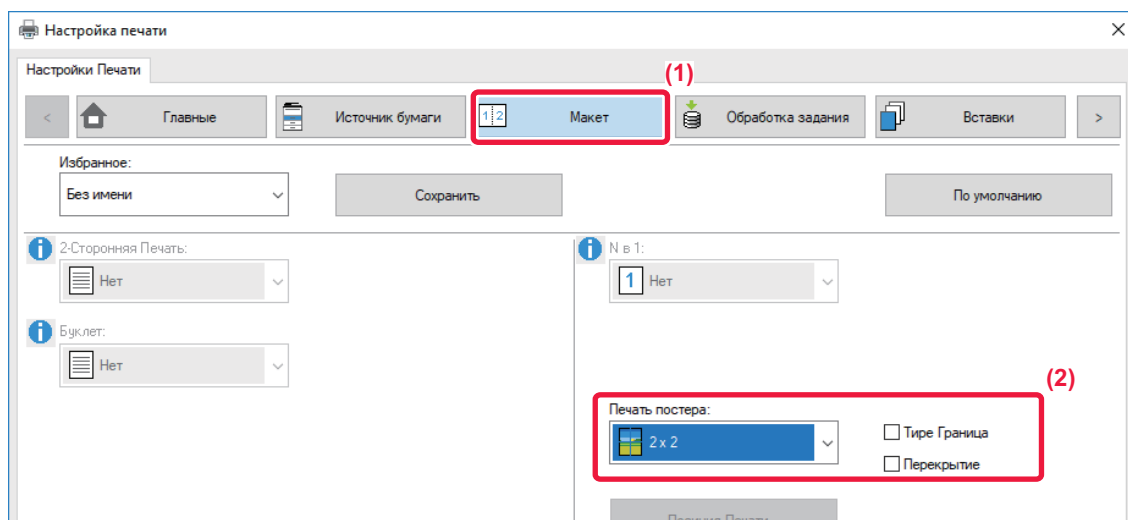 Настройка печати
Настройки Печати
(1)
< Главные Источник бумаги 1 2 Макет Обработка задания Вставки >
Избранное:
Без имени Сохранить По умолчанию
2-Сторонняя Печать: N в 1:
Нет 1 Нет
Буклет:
Нет
(2)
Печать постера:
2 x 2 Тире Граница
Перекрытие